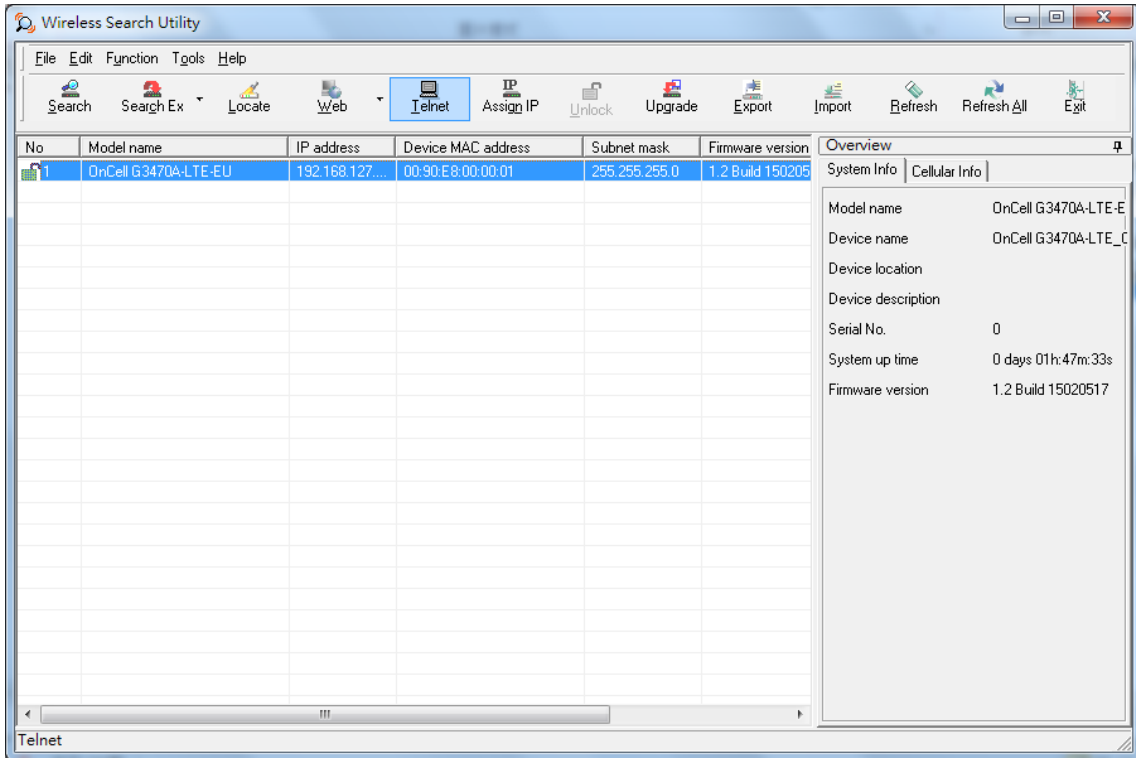 Wireless Search Utility
File Edit Function Tools Help
Search Search Ex Locate Web Telnet Assign IP Unlock Upgrade Export Import Refresh Refresh All Exit
No Model name IP address Device MAC address Subnet mask Firmware version
1 OnCell G3470A-LTE-EU 192.168.127.... 00:90:E8:00:00:01 255.255.255.0 1.2 Build 150205
Overview
System Info Cellular Info
Model name OnCell G3470A-LTE-E
Device name OnCell G3470A-LTE_
Device location
Device description
Serial No. 0
System up time 0 days 01h:47m:33s
Firmware version 1.2 Build 15020517
Telnet